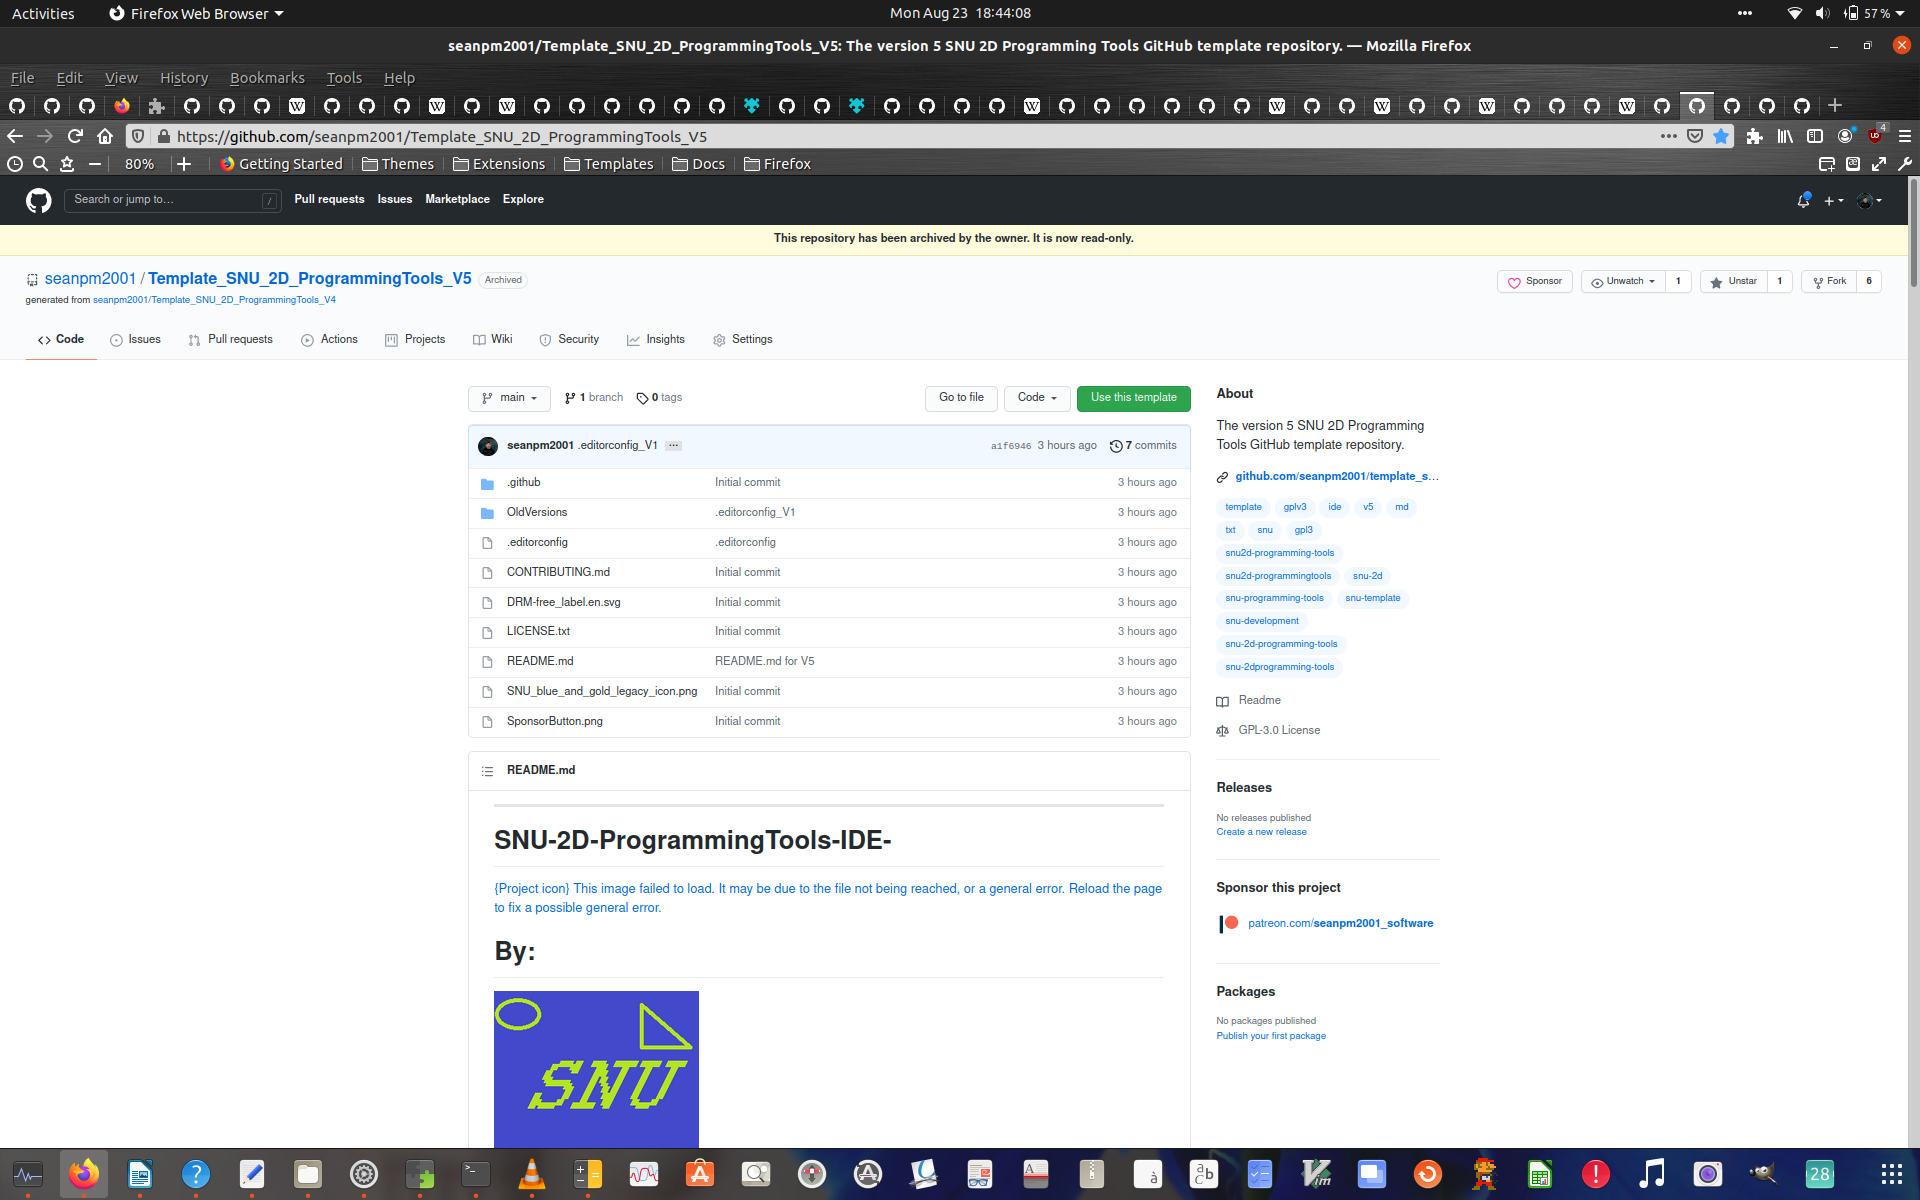 Activities
Firefox Web Browser
Mon Aug 23 18:44:08
57 %
seanpm2001/Template_SNU_2D_ProgrammingTools_V5: The version 5 SNU 2D Programming Tools GitHub template repository. — Mozilla Firefox
File Edit View History Bookmarks Tools Help
https://github.com/seanpm2001/Template_SNU_2D_ProgrammingTools_V5
4
80%
Getting Started Themes Extensions Templates Docs Firefox
Search or jump to… /
Pull requests Issues Marketplace Explore
This repository has been archived by the owner. It is now read-only.
seanpm2001 / Template_SNU_2D_ProgrammingTools_V5 Archived
Sponsor Unwatch 1 Unstar 1 Fork 6
generated from seanpm2001/Template_SNU_2D_ProgrammingTools_V4
Code Issues Pull requests Actions Projects Wiki Security Insights Settings
main 1 branch 0 tags Go to file Code Use this template
seanpm2001 .editorconfig_V1 ... a1f6946 3 hours ago 7 commits
.github Initial commit 3 hours ago
OldVersions .editorconfig_V1 3 hours ago
.editorconfig .editorconfig 3 hours ago
CONTRIBUTING.md Initial commit 3 hours ago
DRM-free_label.en.svg Initial commit 3 hours ago
LICENSE.txt Initial commit 3 hours ago
README.md README.md for V5 3 hours ago
SNU_blue_and_gold_legacy_icon.png Initial commit 3 hours ago
SponsorButton.png Initial commit 3 hours ago
README.md
SNU-2D-ProgrammingTools-IDE-
{Project icon} This image failed to load. It may be due to the file not being reached, or a general error. Reload the page
to fix a possible general error.
By:
SNU
About
The version 5 SNU 2D Programming
Tools GitHub template repository.
github.com/seanpm2001/template_s...
template gplv3 ide v5 md
txt snu gpl3
snu2d-programming-tools
snu2d-programmingtools snu-2d
snu-programming-tools snu-template
snu-development
snu-2d-programming-tools
snu-2dprogramming-tools
Readme
GPL-3.0 License
Releases
No releases published
Create a new release
Sponsor this project
patreon.com/seanpm2001_software
Packages
No packages published
Publish your first package
28